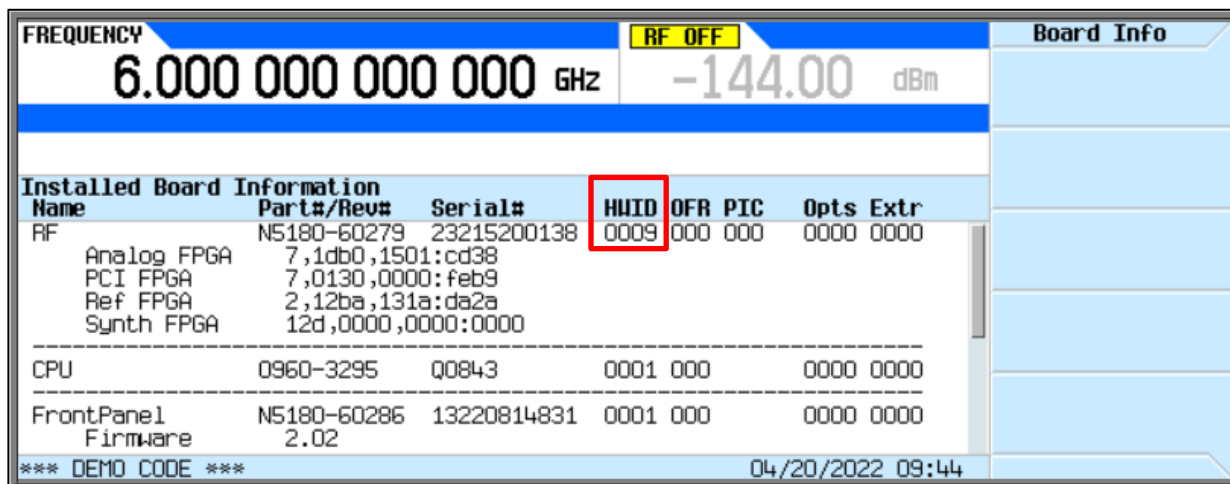 FREQUENCY RF OFF Board Info
6.000 000 000 000 GHz -144.00 dBm
Installed Board Information
Name Part#/Rev# Serial# HWID OFR PIC Opts Extr
RF N5180-60279 23215200138 0009 000 000 0000 0000
Analog FPGA 7,1db0,1501:cd38
PCI FPGA 7,0130,0000:feb9
Ref FPGA 2,12ba,131a:da2a
Synth FPGA 12d,0000,0000:0000
CPU 0960-3295 Q0843 0001 000 0000 0000
FrontPanel N5180-60286 13220814831 0001 000 0000 0000
Firmware 2.02
*** DEMO CODE *** 04/20/2022 09:44